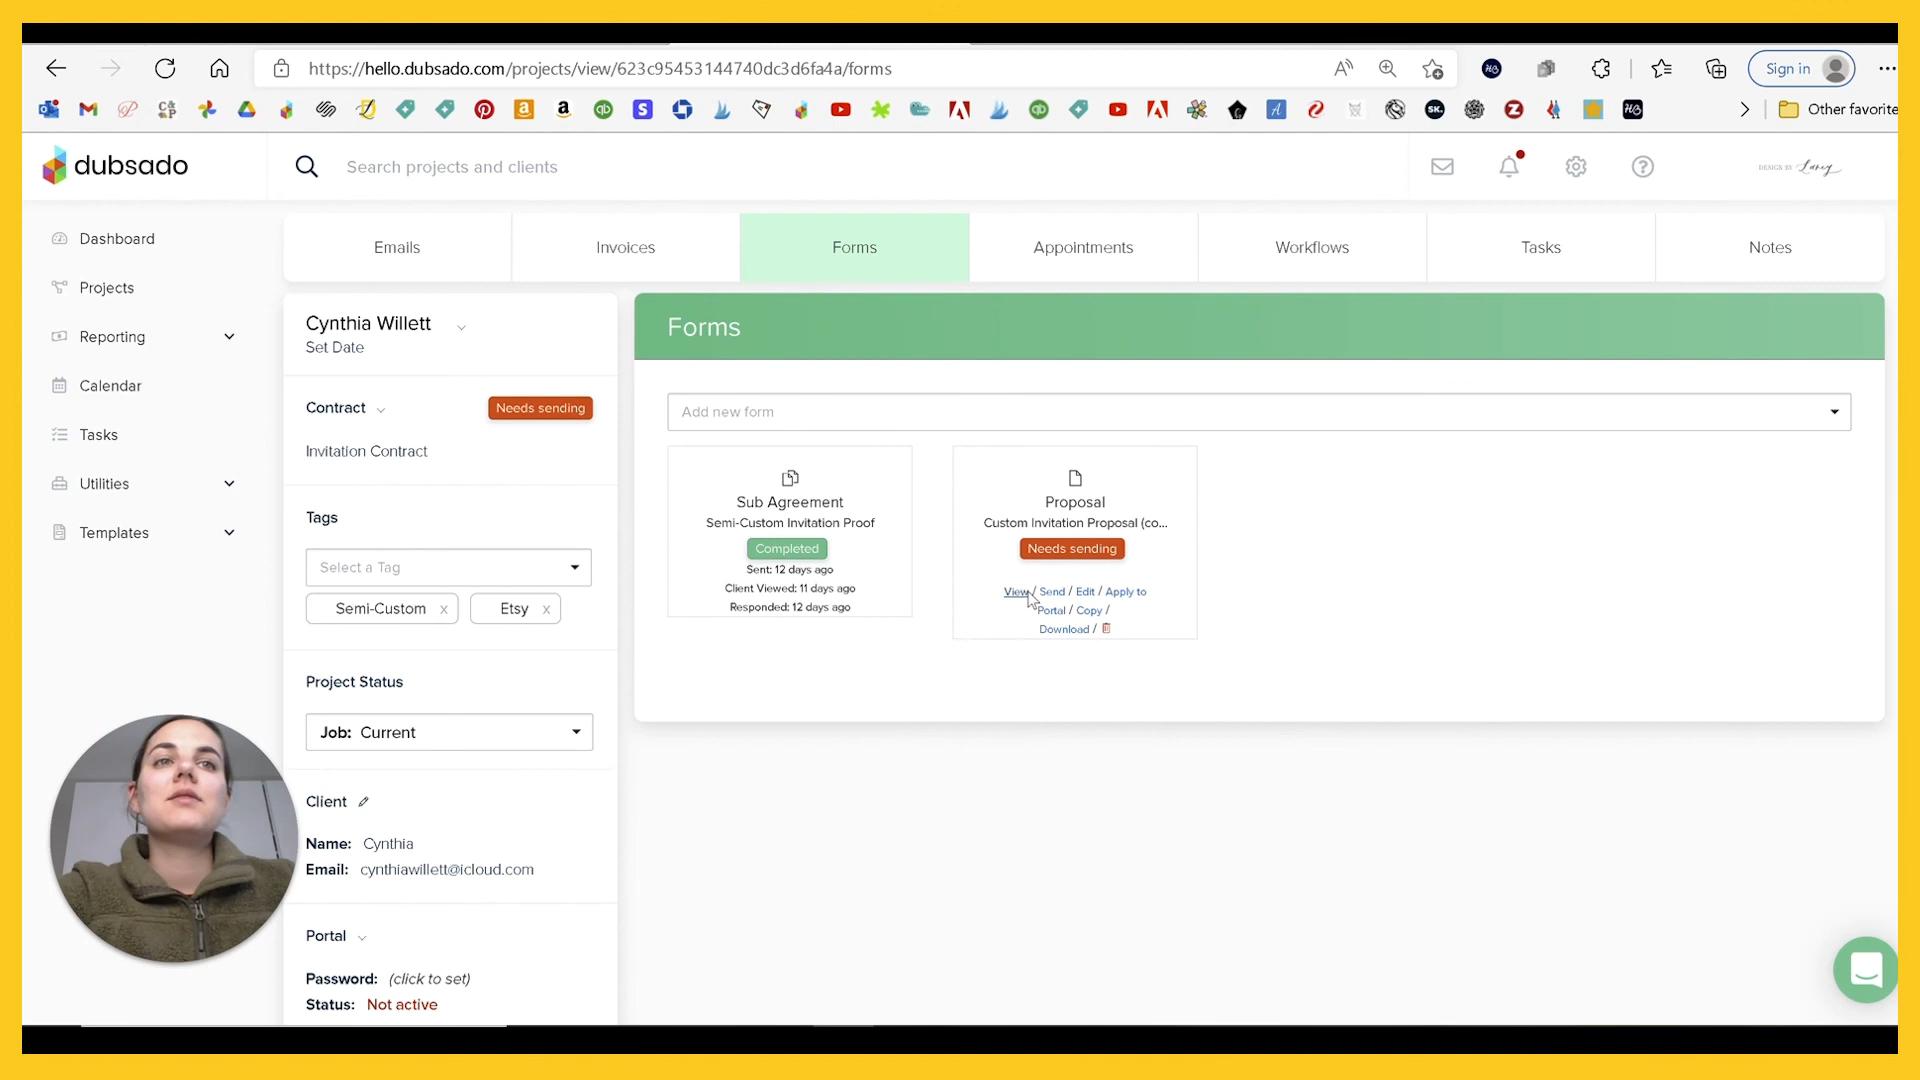 https://hello.dubsado.com/projects/view/623c95453144740dc3d6fa4a/forms
Sign in
Other favorite
dubsado
Search projects and clients
DESIGN BY Laney
Dashboard
Projects
Reporting
Calendar
Tasks
Utilities
Templates
Emails
Invoices
Forms
Appointments
Workflows
Tasks
Notes
Cynthia Willett
Set Date
Contract
Needs sending
Invitation Contract
Tags
Select a Tag
Semi-Custom x
Etsy x
Project Status
Job: Current
Client
Name: Cynthia
Email: cynthiawillett@icloud.com
Portal
Password: (click to set)
Status: Not active
Forms
Add new form
Sub Agreement
Semi-Custom Invitation Proof
Completed
Sent: 12 days ago
Client Viewed: 11 days ago
Responded: 12 days ago
Proposal
Custom Invitation Proposal (co...
Needs sending
View / Send / Edit / Apply to
Portal / Copy /
Download /